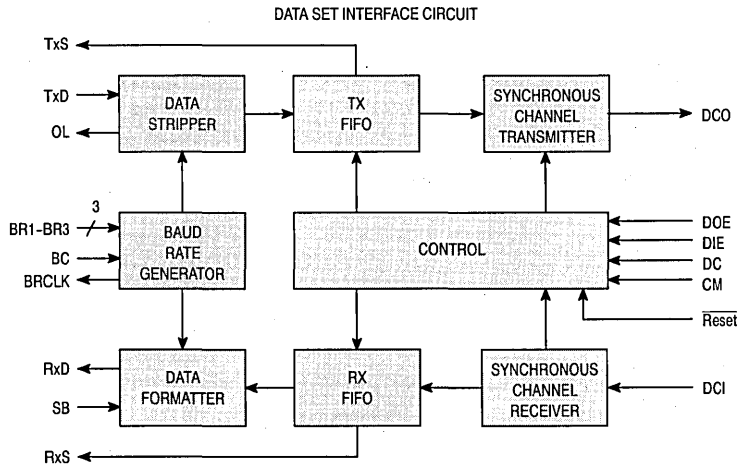 DATA SET INTERFACE CIRCUIT
TxS
TxD
OL
DATA
STRIPPER
TX
FIFO
SYNCHRONOUS
CHANNEL
TRANSMITTER
DCO
3
BR1-BR3
BC
BRCLK
BAUD
RATE
GENERATOR
CONTROL
DOE
DIE
DC
CM
Reset
RxD
SB
DATA
FORMATTER
RX
FIFO
SYNCHRONOUS
CHANNEL
RECEIVER
DCI
RxS